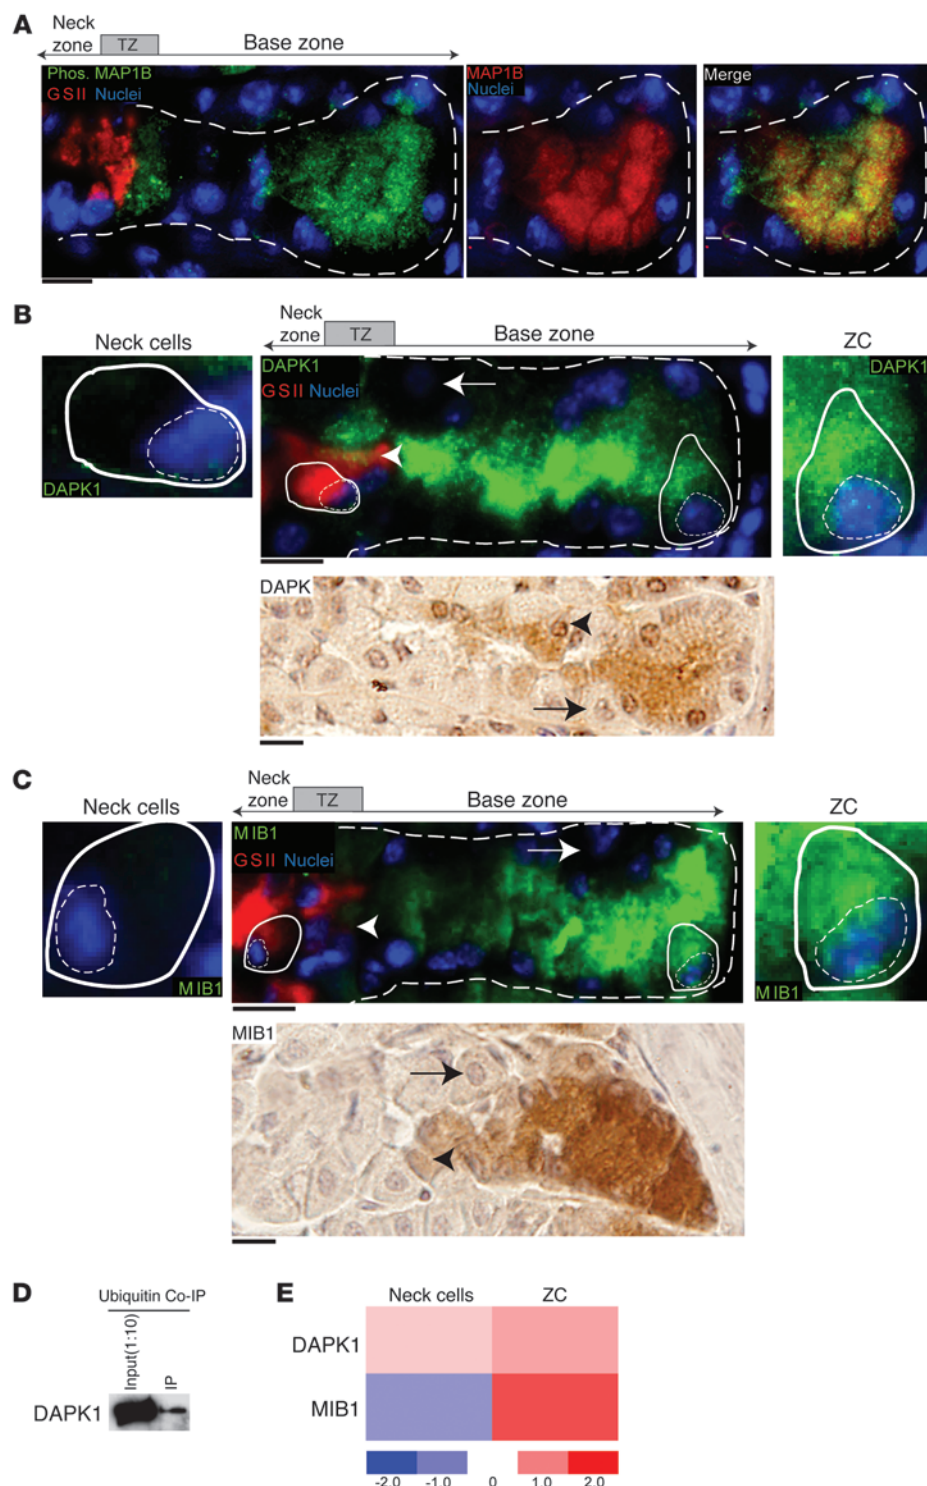 A
Neck
zone
TZ
Base zone
Phos. MAP1B
GSII Nuclei
MAP1B
Nuclei
Merge
B
Neck cells
Neck
zone
TZ
Base zone
ZC
DAPK1
DAPK1
GSII Nuclei
DAPK1
DAPK
C
Neck cells
Neck
zone
TZ
Base zone
ZC
MIB1
MIB1
GSII Nuclei
MIB1
MIB1
D
Ubiquitin Co-IP
Input(1:10)
IP
DAPK1
E
Neck cells
ZC
DAPK1
MIB1
-2.0 -1.0 0 1.0 2.0